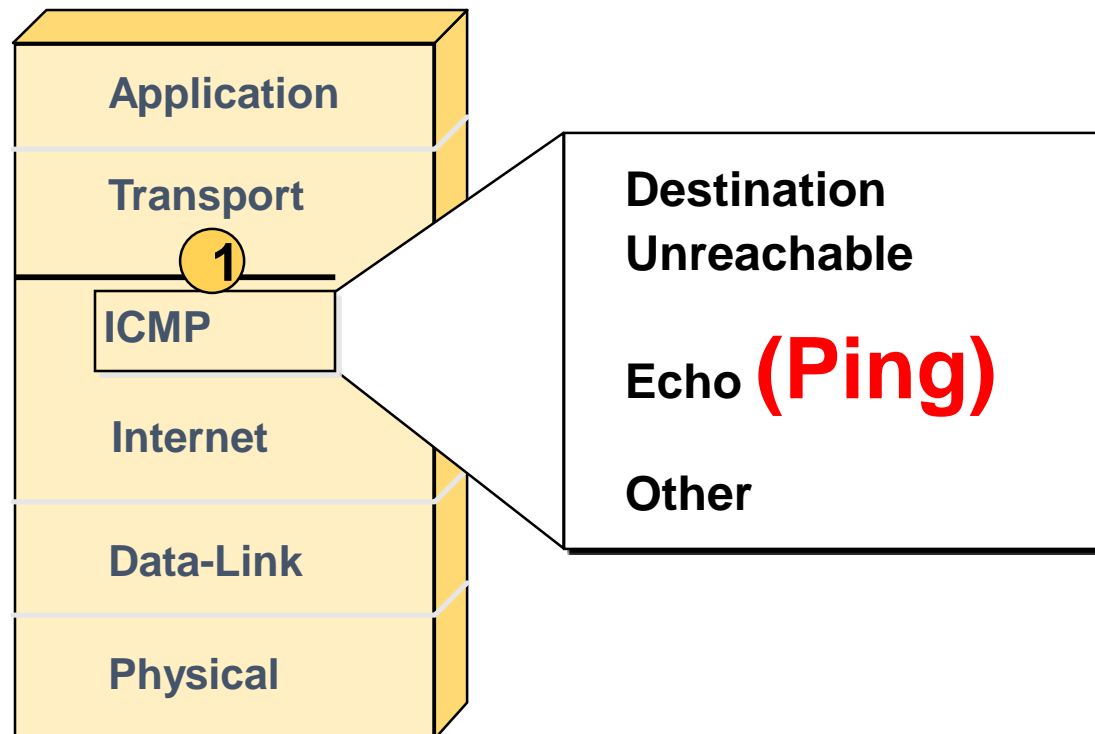 Application
Transport
1
ICMP
Internet
Data-Link
Physical
Destination
Unreachable
Echo (Ping)
Other